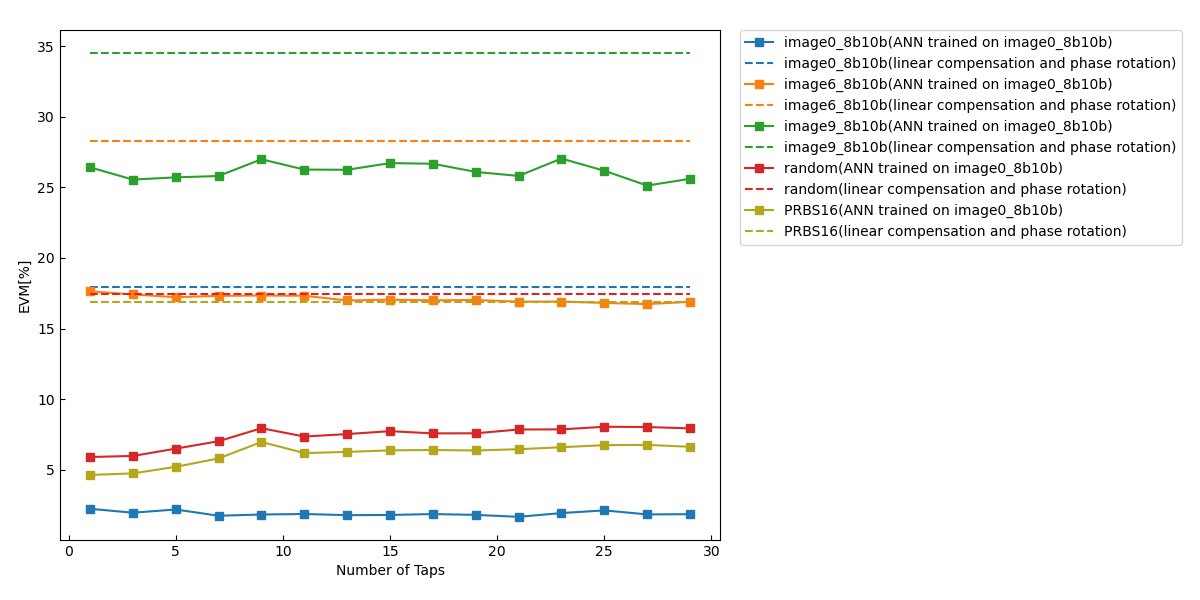 35
30
25
20
15
10
5
EVM[%]
0
5
10
15
20
25
30
Number of Taps
image0_8b10b(ANN trained on image0_8b10b)
image0_8b10b(linear compensation and phase rotation)
image6_8b10b(ANN trained on image0_8b10b)
image6_8b10b(linear compensation and phase rotation)
image9_8b10b(ANN trained on image0_8b10b)
image9_8b10b(linear compensation and phase rotation)
random(ANN trained on image0_8b10b)
random(linear compensation and phase rotation)
PRBS16(ANN trained on image0_8b10b)
PRBS16(linear compensation and phase rotation)